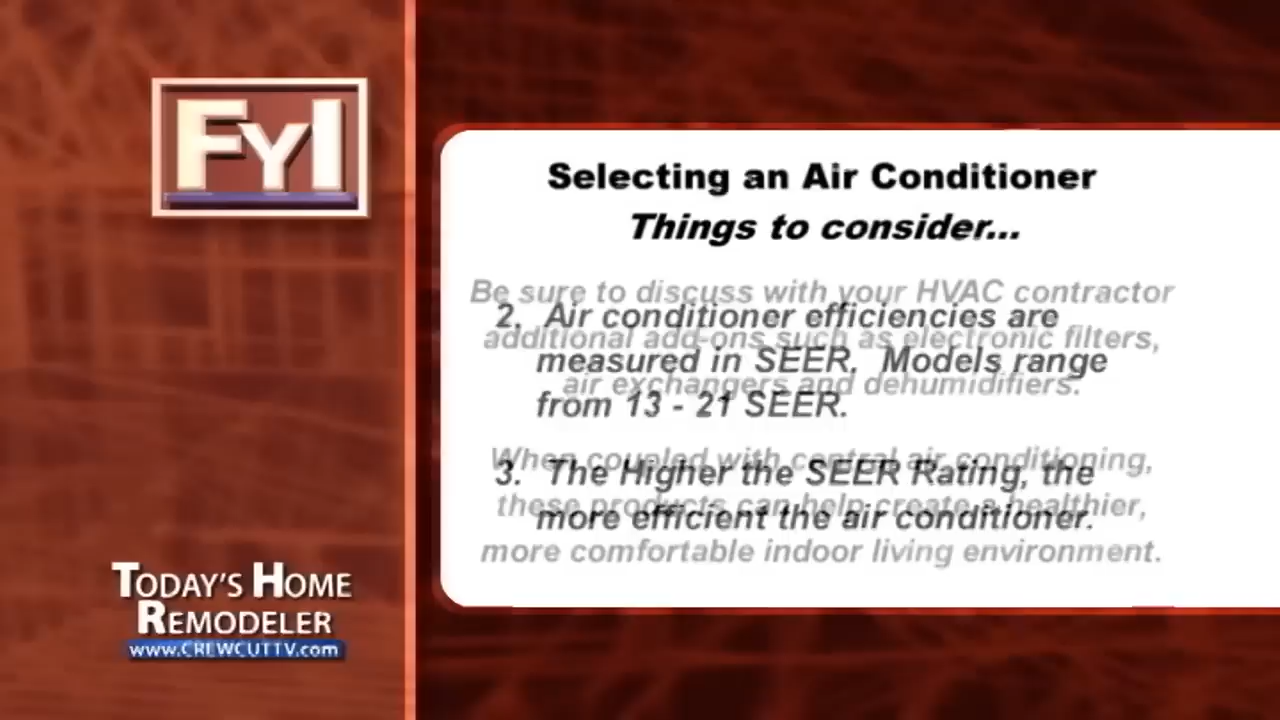 FYI
Selecting an Air Conditioner
Things to consider...
Be sure to discuss with your HVAC contractor
additional add-ons such as electronic filters,
air exchangers and dehumidifiers.
When coupled with central air conditioning,
these products can help create a healthier,
more comfortable indoor living environment.
2. Air conditioner efficiencies are
measured in SEER. Models range
from 13 - 21 SEER.
3. The Higher the SEER Rating, the
more efficient the air conditioner.
TODAY'S HOME
REMODELER
www.CREWCUTTV.com